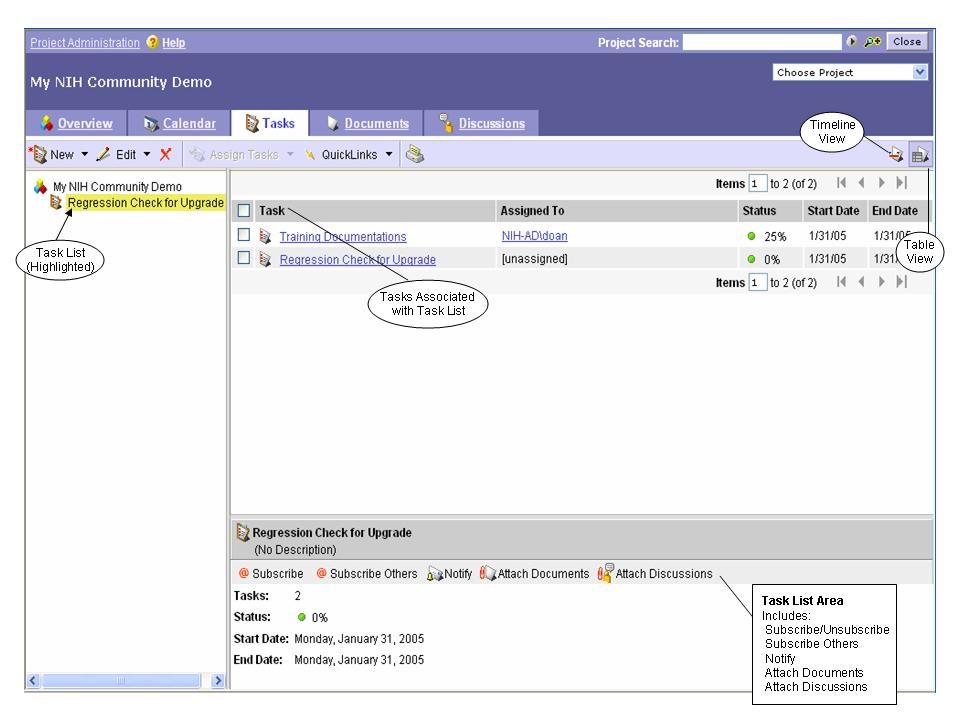 Project Administration Help Project Search: Close
My NIH Community Demo Choose Project
Overview Calendar Tasks Documents Discussions
Timeline
View
New Edit Assign Tasks QuickLinks
My NIH Community Demo
Regression Check for Upgrade
Task List
(Highlighted)
Items 1 to 2 (of 2)
Task Assigned To Status Start Date End Date
Training Documentations NIH-AD\doan 25% 1/31/05 1/31/05
Regression Check for Upgrade [unassigned] 0% 1/31/05 1/31/
Table
View
Items 1 to 2 (of 2)
Tasks Associated
with Task List
Regression Check for Upgrade
(No Description)
@ Subscribe @ Subscribe Others Notify Attach Documents Attach Discussions
Tasks: 2
Status: 0%
Start Date: Monday, January 31, 2005
End Date: Monday, January 31, 2005
Task List Area
Includes:
Subscribe/Unsubscribe
Subscribe Others
Notify
Attach Documents
Attach Discussions